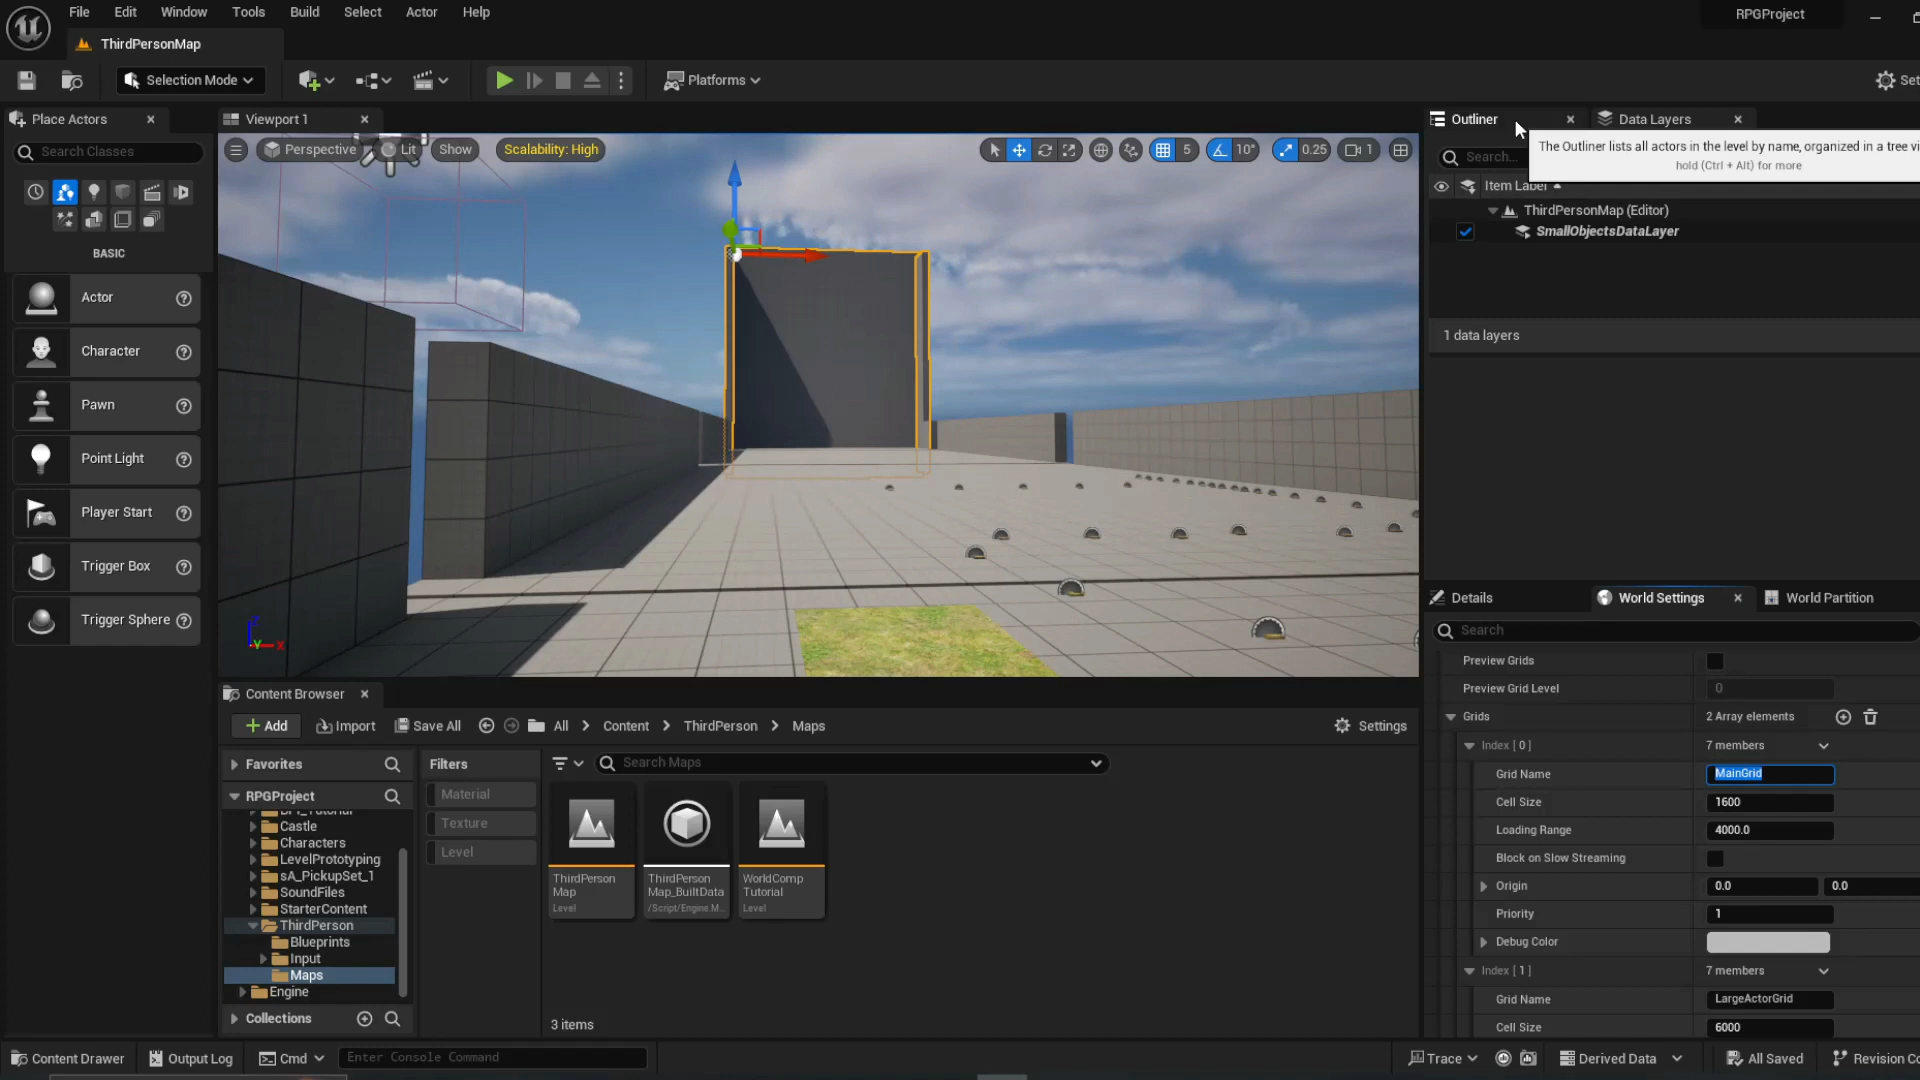 File Edit Window Tools Build Select Actor Help
RPGProject
ThirdPersonMap
Selection Mode
Platforms
Set
Place Actors
Viewport 1
Outliner
Data Layers
Search Classes
Perspective Lit Show Scalability: High
5 10° 0.25 1
The Outliner lists all actors in the level by name, organized in a tree vi
hold (Ctrl + Alt) for more
Search...
Item Label
ThirdPersonMap (Editor)
SmallObjectsDataLayer
1 data layers
BASIC
Actor
Character
Pawn
Point Light
Player Start
Trigger Box
Trigger Sphere
Z
Y
X
Details
World Settings
World Partition
Search
Preview Grids
Preview Grid Level 0
Grids 2 Array elements
Index [ 0 ] 7 members
Grid Name MainGrid
Cell Size 1600
Loading Range 4000.0
Block on Slow Streaming
Origin 0.0 0.0
Priority 1
Debug Color
Index [ 1 ] 7 members
Grid Name LargeActorGrid
Cell Size 6000
Content Browser
Add Import Save All All Content ThirdPerson Maps Settings
Favorites
RPGProject
Castle
Characters
LevelPrototyping
sA_PickupSet_1
SoundFiles
StarterContent
ThirdPerson
Blueprints
Input
Maps
Engine
Collections
Filters
Material
Texture
Level
Search Maps
ThirdPerson
Map
Level
ThirdPerson
Map_BuiltData
/Script/Engine.M...
WorldComp
Tutorial
Level
3 items
Content Drawer Output Log Cmd Enter Console Command
Trace Derived Data All Saved Revision Co